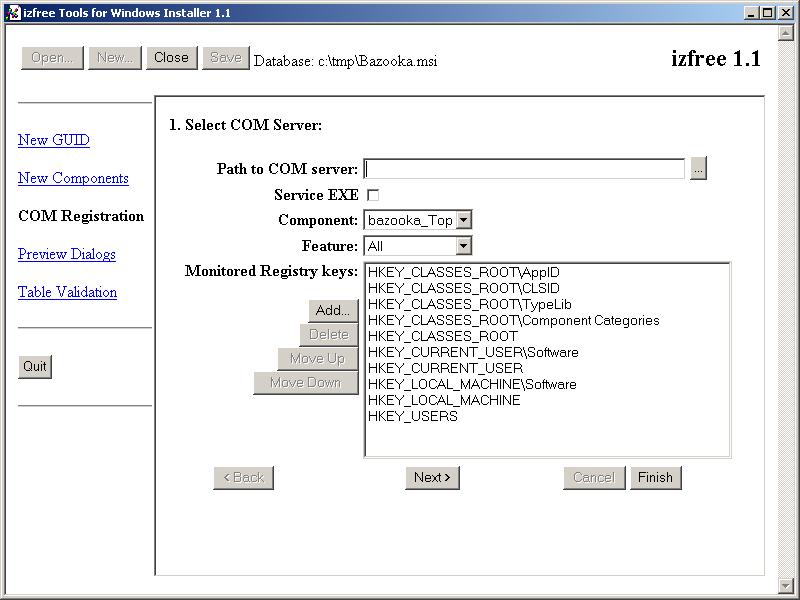 izfree Tools for Windows Installer 1.1
Open... New... Close Save Database: c:\tmp\Bazooka.msi izfree 1.1
New GUID
New Components
COM Registration
Preview Dialogs
Table Validation
Quit
1. Select COM Server:
Path to COM server: ...
Service EXE
Component: bazooka_Top
Feature: All
Monitored Registry keys:
HKEY_CLASSES_ROOT\AppID
HKEY_CLASSES_ROOT\CLSID
HKEY_CLASSES_ROOT\TypeLib
HKEY_CLASSES_ROOT\Component Categories
HKEY_CLASSES_ROOT
HKEY_CURRENT_USER\Software
HKEY_CURRENT_USER
HKEY_LOCAL_MACHINE\Software
HKEY_LOCAL_MACHINE
HKEY_USERS
Add...
Delete
Move Up
Move Down
< Back Next > Cancel Finish